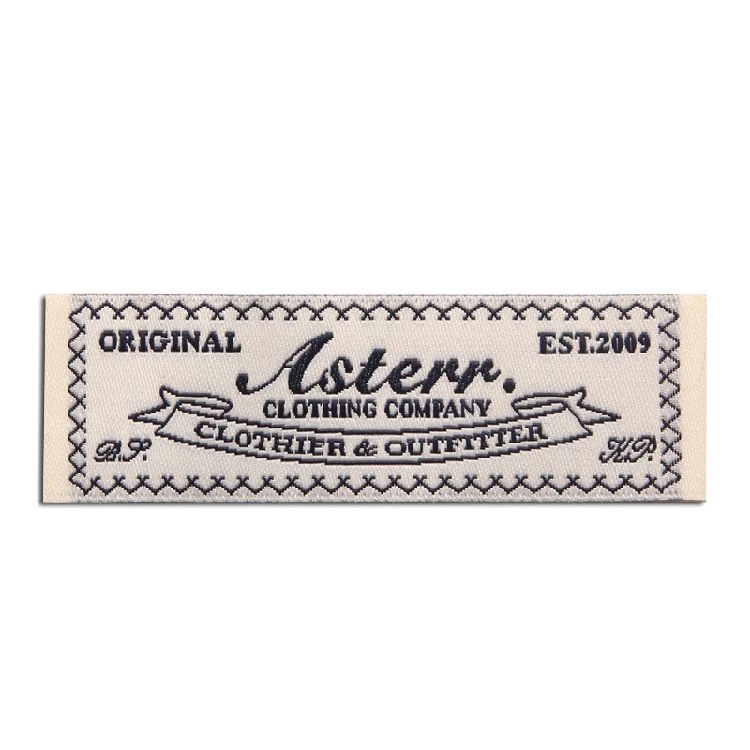 ORIGINAL
EST.2009
Asterr.
CLOTHING COMPANY
CLOTHIER & OUTFITTER
K.P.